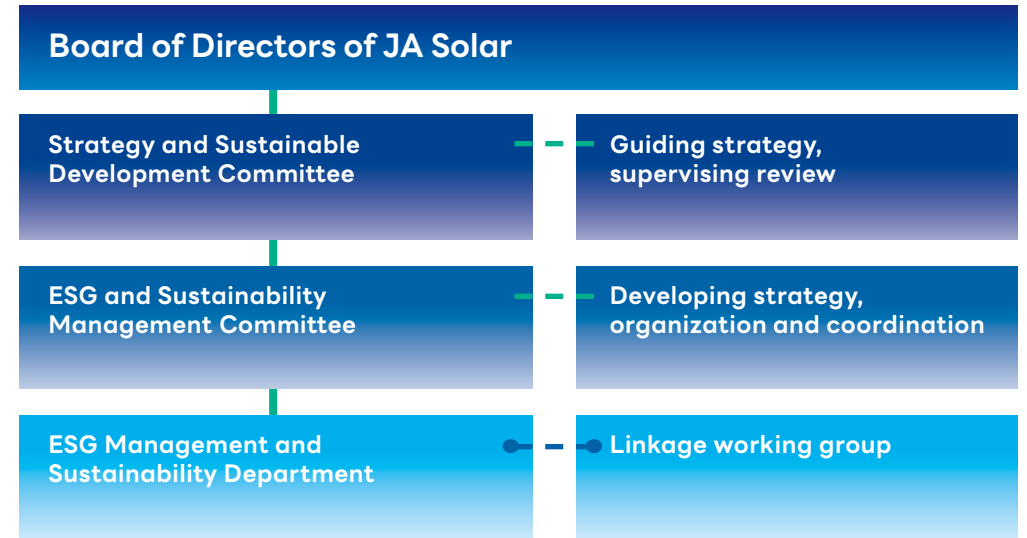 Board of Directors of JA Solar
Strategy and Sustainable
Development Committee
Guiding strategy,
supervising review
ESG and Sustainability
Management Committee
Developing strategy,
organization and coordination
ESG Management and
Sustainability Department
Linkage working group